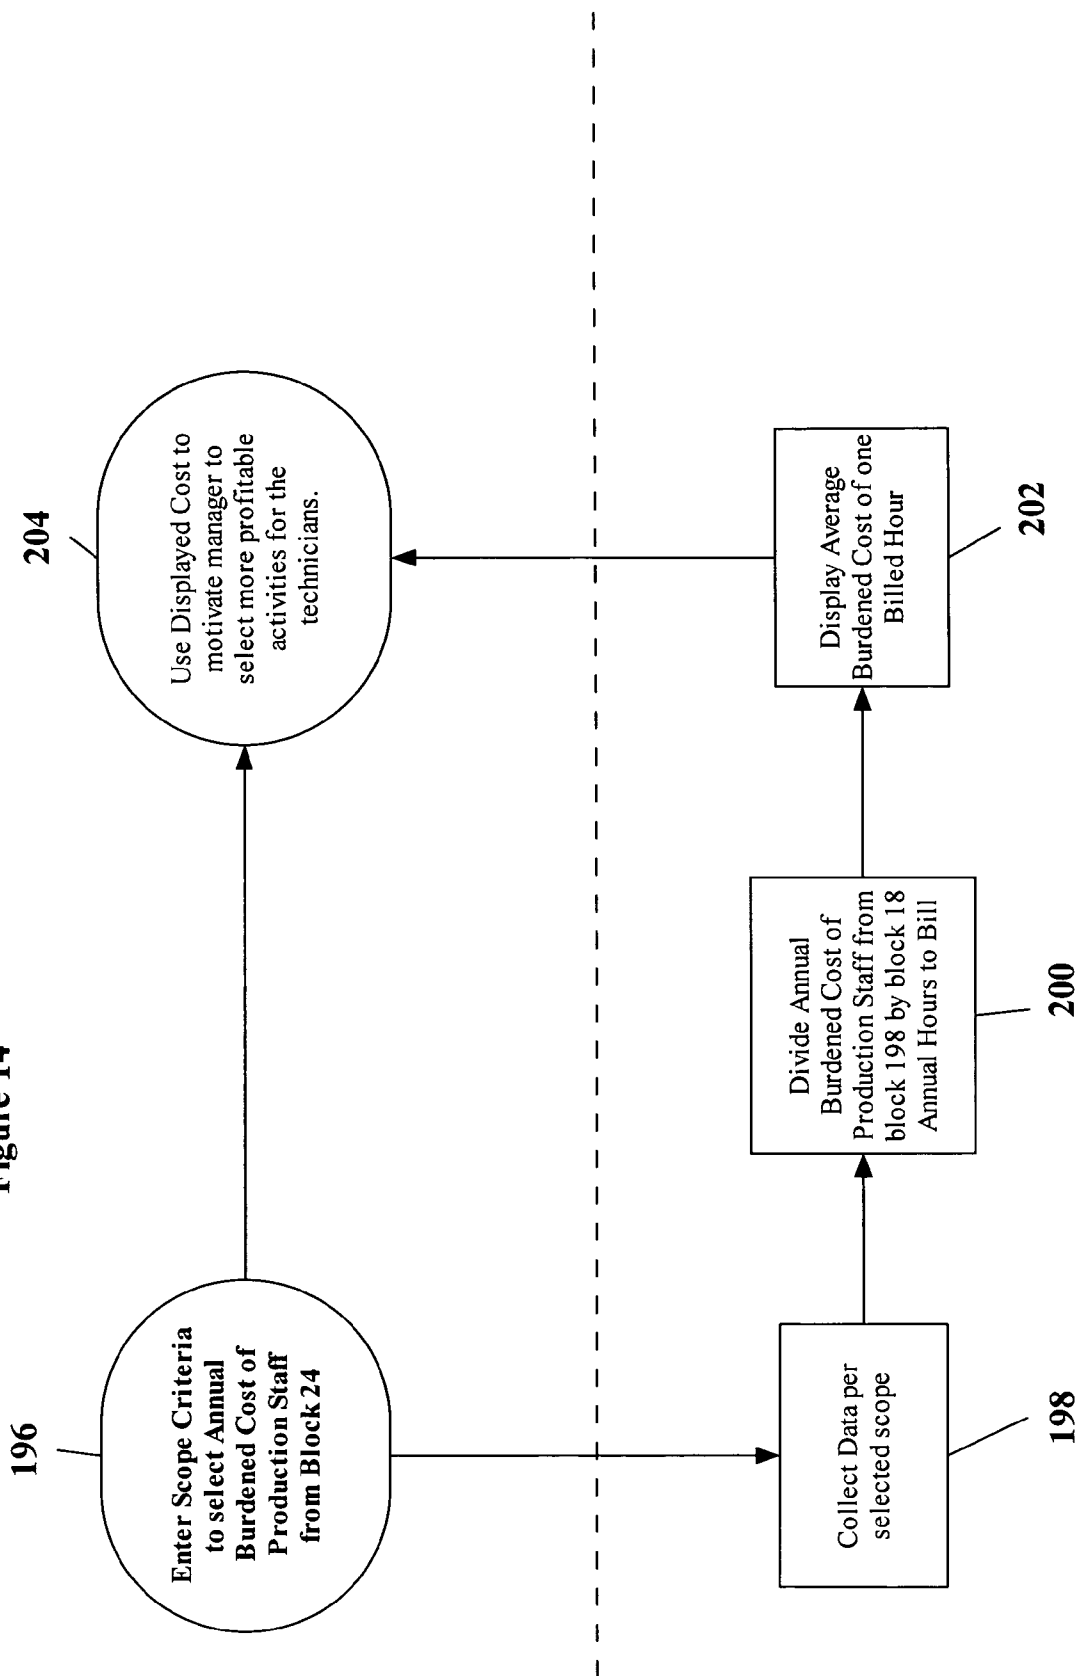 Figure 14
196
Enter Scope Criteria
to select Annual
Burdened Cost of
Production Staff
from Block 24
204
Use Displayed Cost to
motivate manager to
select more profitable
activities for the
technicians.
Collect Data per
selected scope
198
Divide Annual
Burdened Cost of
Production Staff from
block 198 by block 18
Annual Hours to Bill
200
Display Average
Burdened Cost of one
Billed Hour
202